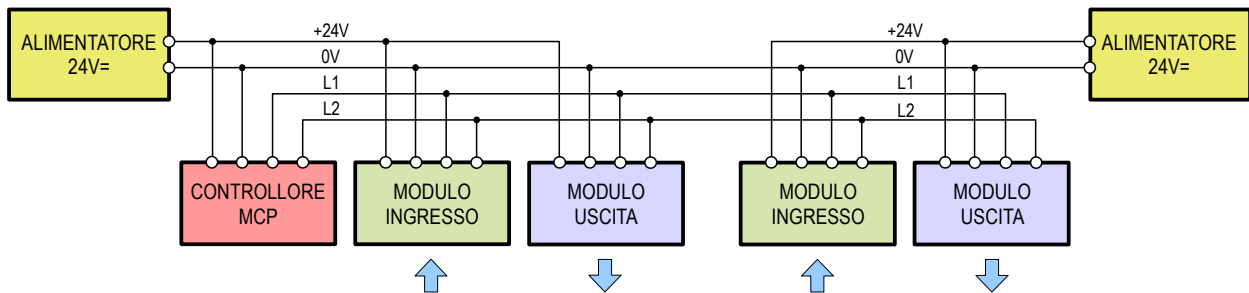 ALIMENTATORE
24V=
+24V
0V
L1
L2
+24V
0V
L1
L2
ALIMENTATORE
24V=
CONTROLLORE
MCP
MODULO
INGRESSO
MODULO
USCITA
MODULO
INGRESSO
MODULO
USCITA